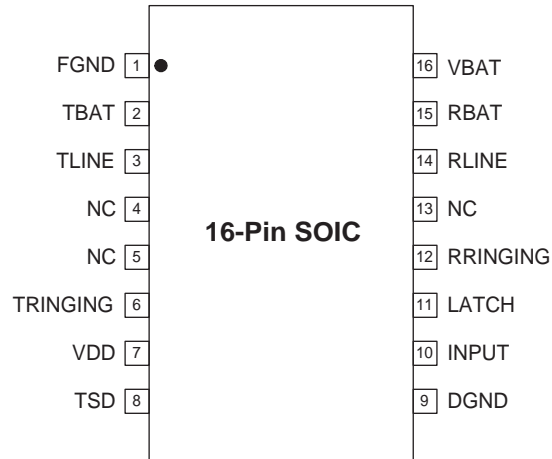 FGND 1 16 VBAT
TBAT 2 15 RBAT
TLINE 3 14 RLINE
NC 4 13 NC
16-Pin SOIC
NC 5 12 RRINGING
TRINGING 6 11 LATCH
VDD 7 10 INPUT
TSD 8 9 DGND